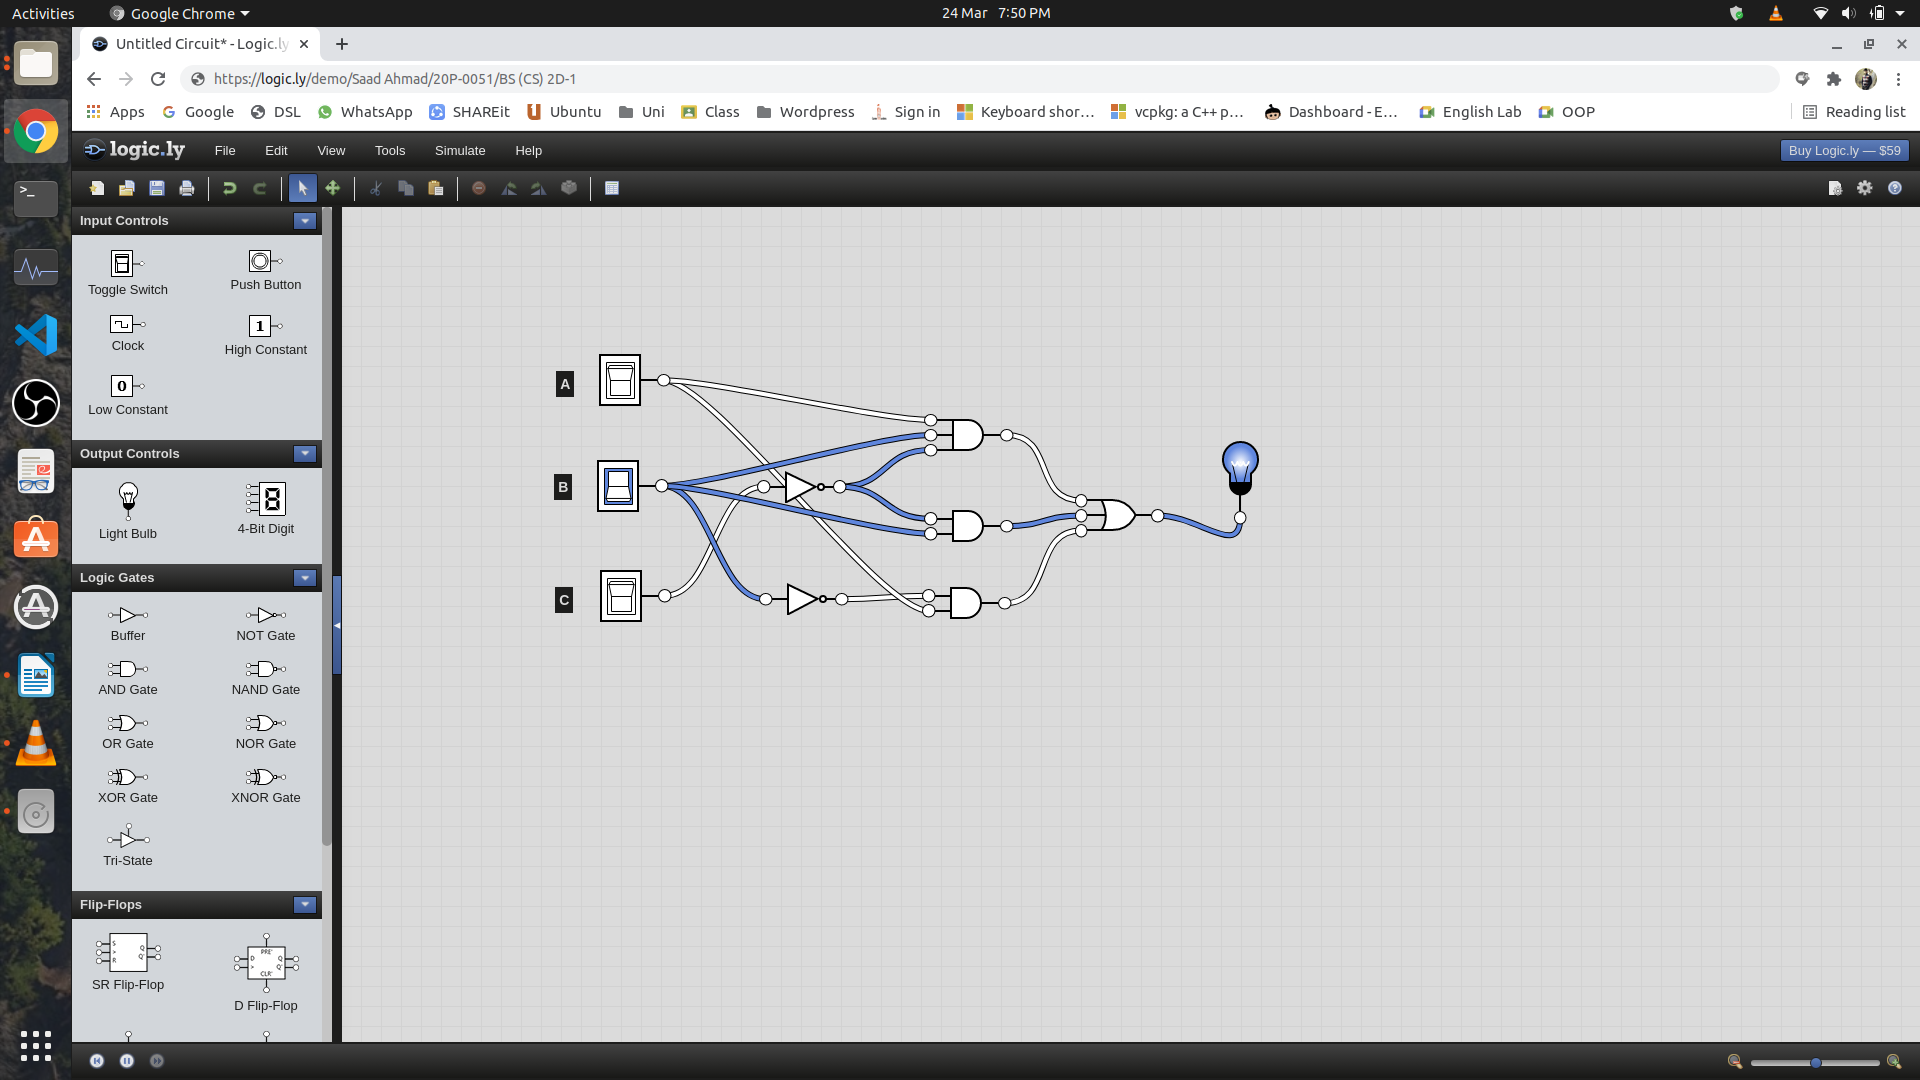 Activities
Google Chrome
24 Mar 7:50 PM
Untitled Circuit* - Logic.ly
https://logic.ly/demo/Saad Ahmad/20P-0051/BS (CS) 2D-1
Apps
Google
DSL
WhatsApp
SHAREit
Ubuntu
Uni
Class
Wordpress
Sign in
Keyboard shor...
vcpkg: a C++ p...
Dashboard - E...
English Lab
OOP
Reading list
logic.ly
File
Edit
View
Tools
Simulate
Help
Buy Logic.ly — $59
Input Controls
Toggle Switch
Push Button
Clock
1
High Constant
0
Low Constant
Output Controls
Light Bulb
8
4-Bit Digit
Logic Gates
Buffer
NOT Gate
AND Gate
NAND Gate
OR Gate
NOR Gate
XOR Gate
XNOR Gate
Tri-State
Flip-Flops
S
>
R
Q
Q'
SR Flip-Flop
PRE'
D
>
Q
Q'
CLR'
D Flip-Flop
A
B
C